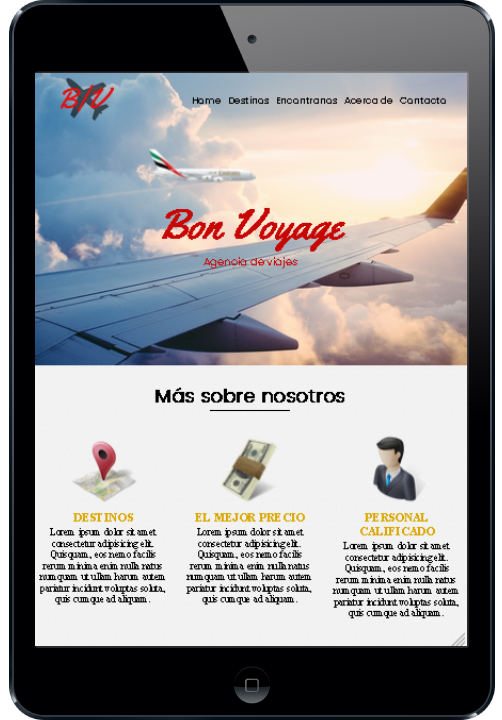 B/V
Home Destinos Encontranos Acerca de Contacto
Emirates
Bon Voyage
Agencia de viajes
Más sobre nosotros
DESTINOS
Lorem ipsum dolor sit amet
consectetur adipisicing elit.
Quisquam, eos nemo facilis
rerum minima enim nulla natus
numquam ut ullam harum autem
pariatur incidunt voluptas soluta,
quis cumque ad aliquam.
EL MEJOR PRECIO
Lorem ipsum dolor sit amet
consectetur adipisicing elit.
Quisquam, eos nemo facilis
rerum minima enim nulla natus
numquam ut ullam harum autem
pariatur incidunt voluptas soluta,
quis cumque ad aliquam.
PERSONAL
CALIFICADO
Lorem ipsum dolor sit amet
consectetur adipisicing elit.
Quisquam, eos nemo facilis
rerum minima enim nulla natus
numquam ut ullam harum autem
pariatur incidunt voluptas soluta,
quis cumque ad aliquam.